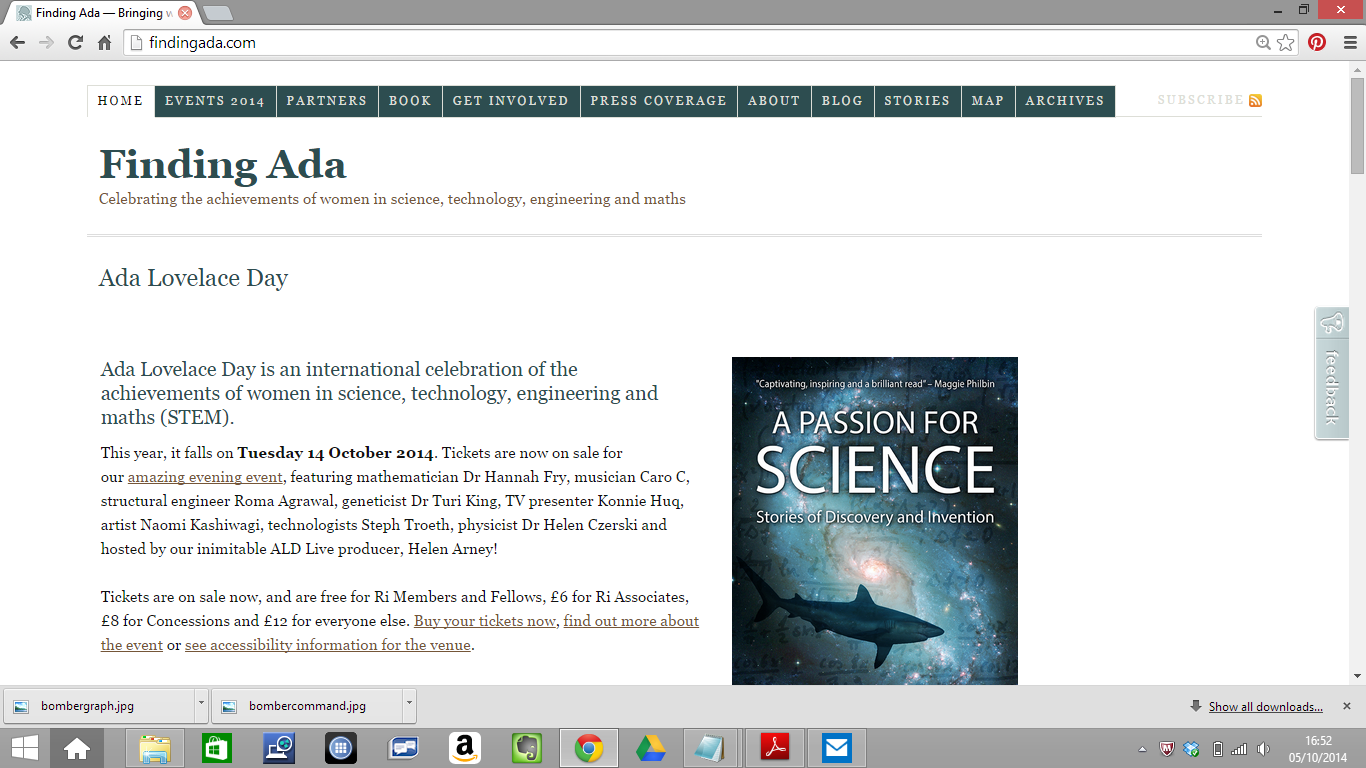 Finding Ada — Bringing w
findingada.com
HOME EVENTS 2014 PARTNERS BOOK GET INVOLVED PRESS COVERAGE ABOUT BLOG STORIES MAP ARCHIVES SUBSCRIBE
Finding Ada
Celebrating the achievements of women in science, technology, engineering and maths
Ada Lovelace Day
Ada Lovelace Day is an international celebration of the
achievements of women in science, technology, engineering and
maths (STEM).
This year, it falls on Tuesday 14 October 2014. Tickets are now on sale for
our amazing evening event, featuring mathematician Dr Hannah Fry, musician Caro C,
structural engineer Roma Agrawal, geneticist Dr Turi King, TV presenter Konnie Huq,
artist Naomi Kashiwagi, technologists Steph Troeth, physicist Dr Helen Czerski and
hosted by our inimitable ALD Live producer, Helen Arney!
Tickets are on sale now, and are free for Ri Members and Fellows, £6 for Ri Associates,
£8 for Concessions and £12 for everyone else. Buy your tickets now, find out more about
the event or see accessibility information for the venue.
"Captivating, inspiring and a brilliant read" – Maggie Philbin
A PASSION FOR
SCIENCE
Stories of Discovery and Invention
feedback
bombergraph.jpg
bombercommand.jpg
Show all downloads...
16:52
05/10/2014